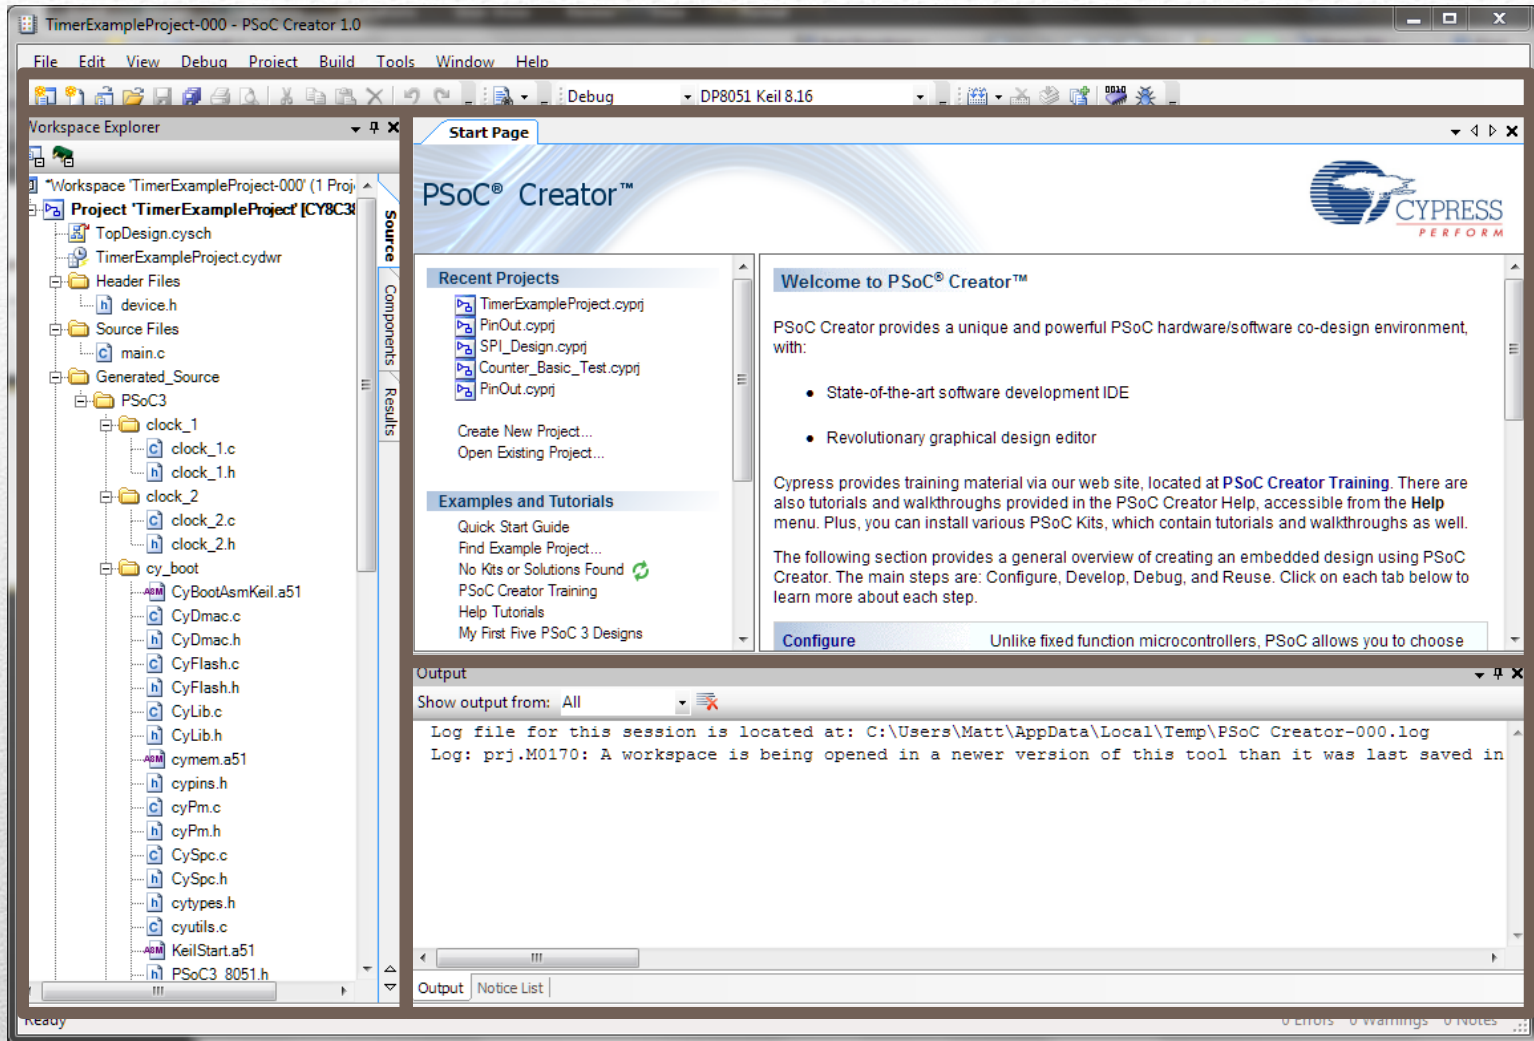 TimerExampleProject-000 - PSoC Creator 1.0
File Edit View Debug Project Build Tools Window Help
Debug DP8051 Keil 8.16
Workspace Explorer
"Workspace 'TimerExampleProject-000' (1 Proj
Project 'TimerExampleProject' [CY8C38
TopDesign.cysch
TimerExampleProject.cydwr
Header Files
device.h
Source Files
main.c
Generated_Source
PSoC3
clock_1
clock_1.c
clock_1.h
clock_2
clock_2.c
clock_2.h
cy_boot
CyBootAsmKeil.a51
CyDmac.c
CyDmac.h
CyFlash.c
CyFlash.h
CyLib.c
CyLib.h
cymem.a51
cypins.h
cyPm.c
cyPm.h
CySpc.c
CySpc.h
cytypes.h
cyutils.c
KeilStart.a51
PSoC3_8051.h
Source
Components
Results
Start Page
PSoC® Creator™
CYPRESS
PERFORM
Recent Projects
TimerExampleProject.cyprj
PinOut.cyprj
SPI_Design.cyprj
Counter_Basic_Test.cyprj
PinOut.cyprj
Create New Project...
Open Existing Project...
Examples and Tutorials
Quick Start Guide
Find Example Project...
No Kits or Solutions Found
PSoC Creator Training
Help Tutorials
My First Five PSoC 3 Designs
Welcome to PSoC® Creator™
PSoC Creator provides a unique and powerful PSoC hardware/software co-design environment,
with:
• State-of-the-art software development IDE
• Revolutionary graphical design editor
Cypress provides training material via our web site, located at PSoC Creator Training. There are
also tutorials and walkthroughs provided in the PSoC Creator Help, accessible from the Help
menu. Plus, you can install various PSoC Kits, which contain tutorials and walkthroughs as well.
The following section provides a general overview of creating an embedded design using PSoC
Creator. The main steps are: Configure, Develop, Debug, and Reuse. Click on each tab below to
learn more about each step.
Configure Unlike fixed function microcontrollers, PSoC allows you to choose
Output
Show output from: All
Log file for this session is located at: C:\Users\Matt\AppData\Local\Temp\PSoC Creator-000.log
Log: prj.M0170: A workspace is being opened in a newer version of this tool than it was last saved in
Output Notice List
Ready 0 Errors 0 Warnings 0 Notes